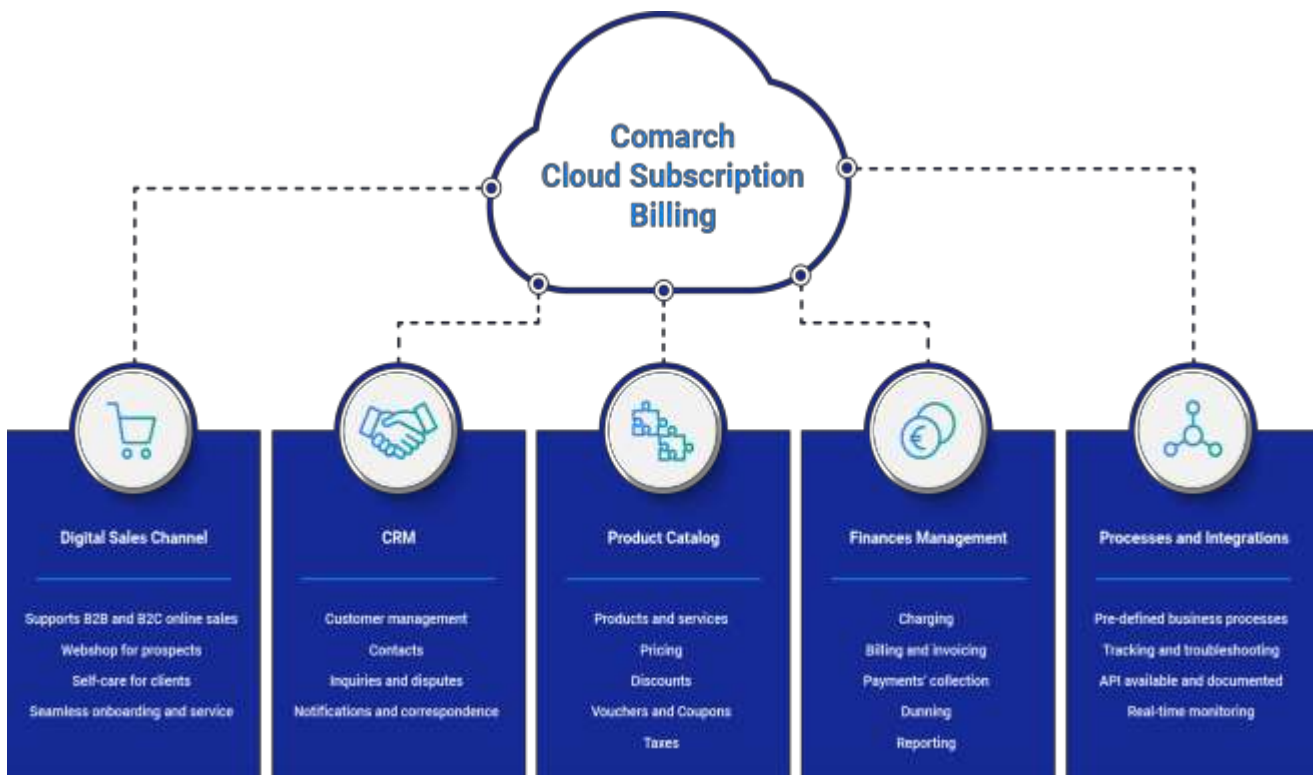 Comarch
Cloud Subscription
Billing
Digital Sales Channel
Supports B2B and B2C online sales
Webshop for prospects
Self-care for clients
Seamless onboarding and service
CRM
Customer management
Contacts
Inquiries and disputes
Notifications and correspondence
Product Catalog
Products and services
Pricing
Discounts
Vouchers and Coupons
Taxes
Finances Management
Charging
Billing and invoicing
Payments' collection
Dunning
Reporting
Processes and Integrations
Pre-defined business processes
Tracking and troubleshooting
API available and documented
Real-time monitoring